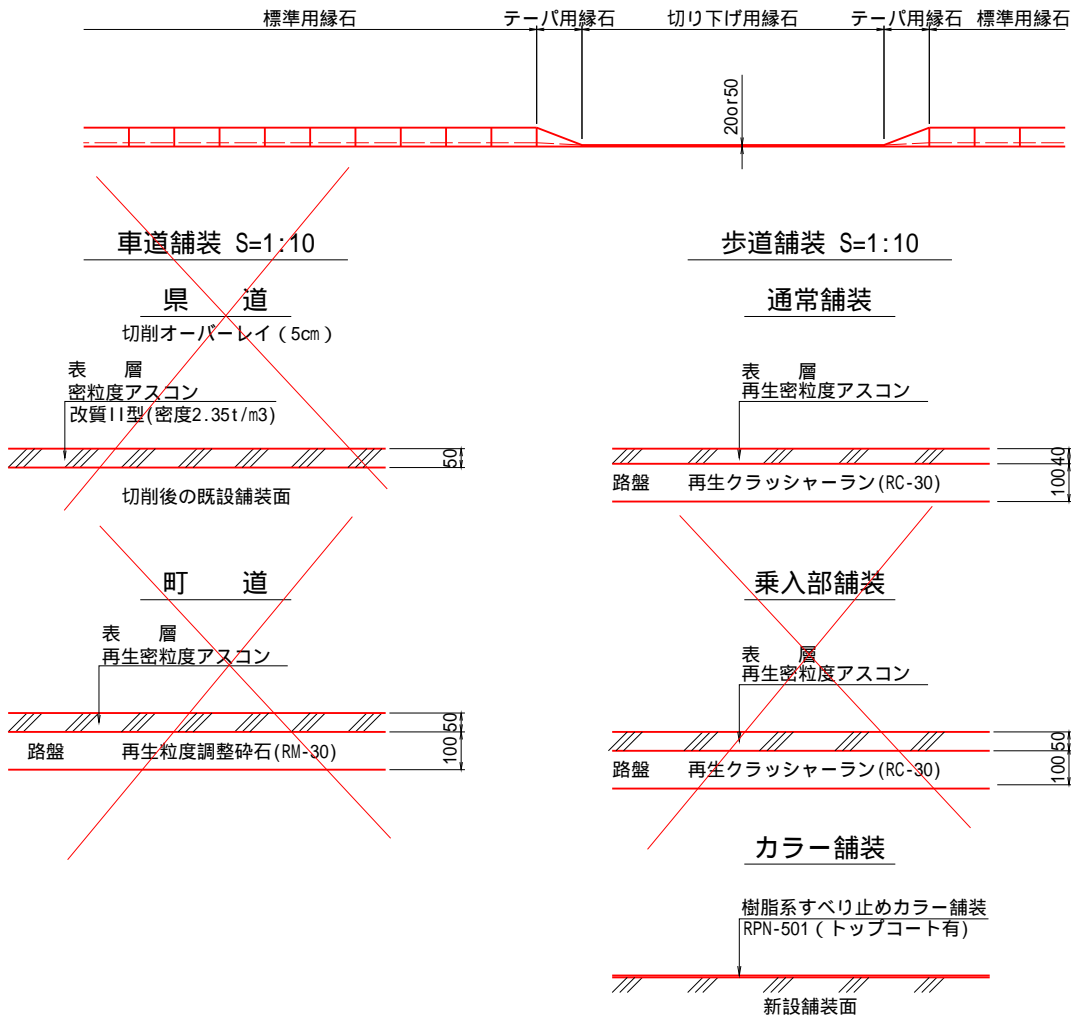 標準用縁石 テーパ用縁石 切り下げ用縁石 テーパ用縁石 標準用縁石
20or50
車道舗装 S=1:10
県 道
切削オーバーレイ(5cm)
表 層
密粒度アスコン
改質II型(密度2.35t/m3)
50
切削後の既設舗装面
町 道
表 層
再生密粒度アスコン
50
路盤 再生粒度調整砕石(RM-30)
100
歩道舗装 S=1:10
通常舗装
表 層
再生密粒度アスコン
40
路盤 再生クラッシャーラン(RC-30)
100
乗入部舗装
表 層
再生密粒度アスコン
50
路盤 再生クラッシャーラン(RC-30)
100
カラー舗装
樹脂系すべり止めカラー舗装
RPN-501(トップコート有)
新設舗装面